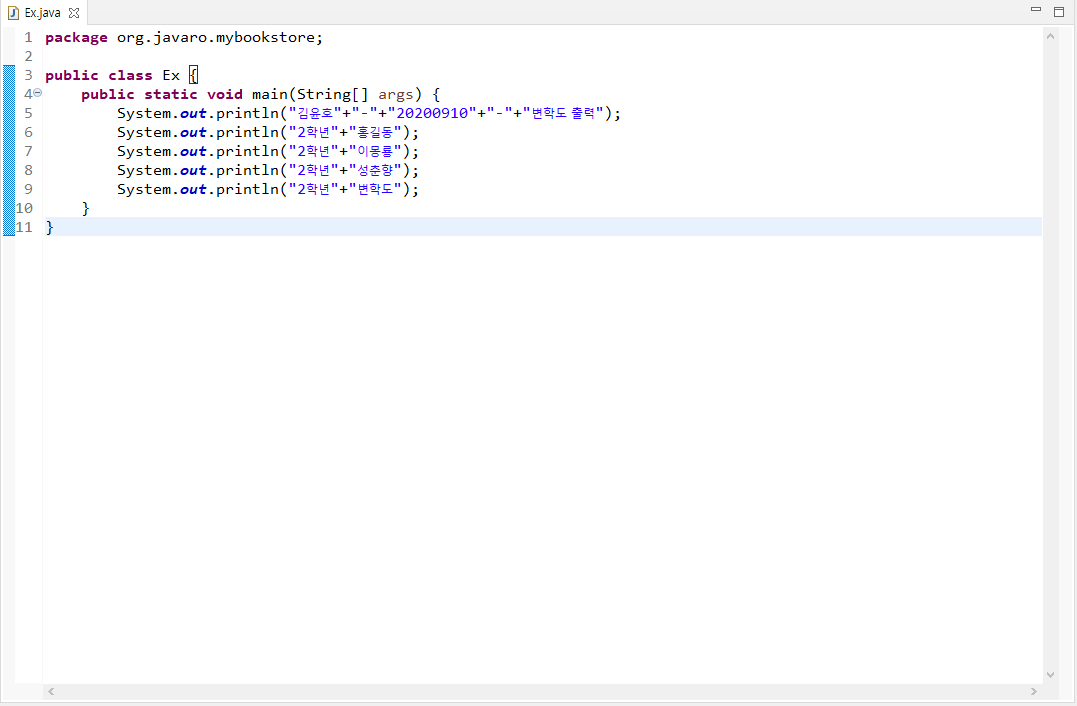 Ex.java
1 package org.javaro.mybookstore;
2
3 public class Ex {
4 public static void main(String[] args) {
5 System.out.println("김윤호"+"-"+"20200910"+"-"+"변학도 출력");
6 System.out.println("2학년"+"홍길동");
7 System.out.println("2학년"+"이몽룡");
8 System.out.println("2학년"+"성춘향");
9 System.out.println("2학년"+"변학도");
10 }
11 }